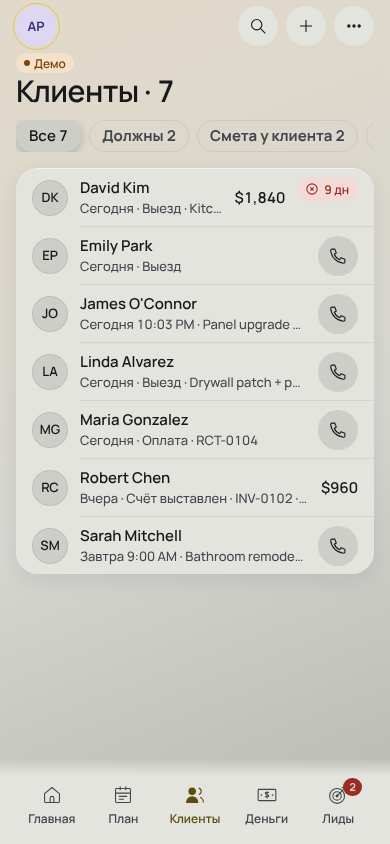 AP
Демо
Клиенты · 7
Все 7
Должны 2
Смета у клиента 2
DK
David Kim
Сегодня · Выезд · Kitc...
$1,840
9 дн
EP
Emily Park
Сегодня · Выезд
JO
James O'Connor
Сегодня 10:03 PM · Panel upgrade ...
LA
Linda Alvarez
Сегодня · Выезд · Drywall patch + p...
MG
Maria Gonzalez
Сегодня · Оплата · RCT-0104
RC
Robert Chen
Вчера · Счёт выставлен · INV-0102 ·...
$960
SM
Sarah Mitchell
Завтра 9:00 AM · Bathroom remode...
2
Главная
План
Клиенты
Деньги
Лиды